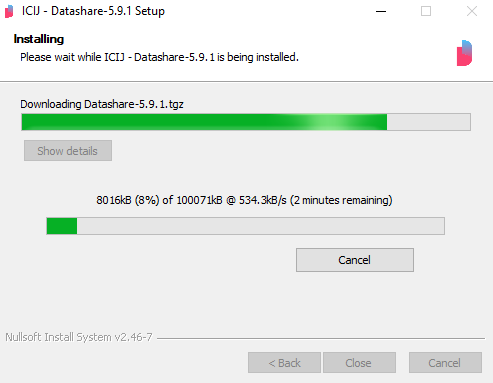 ICIJ - Datashare-5.9.1 Setup
Installing
Please wait while ICIJ - Datashare-5.9.1 is being installed.
Downloading Datashare-5.9.1.tgz
Show details
8016kB (8%) of 100071kB @ 534.3kB/s (2 minutes remaining)
Cancel
Nullsoft Install System v2.46-7
< Back Close Cancel